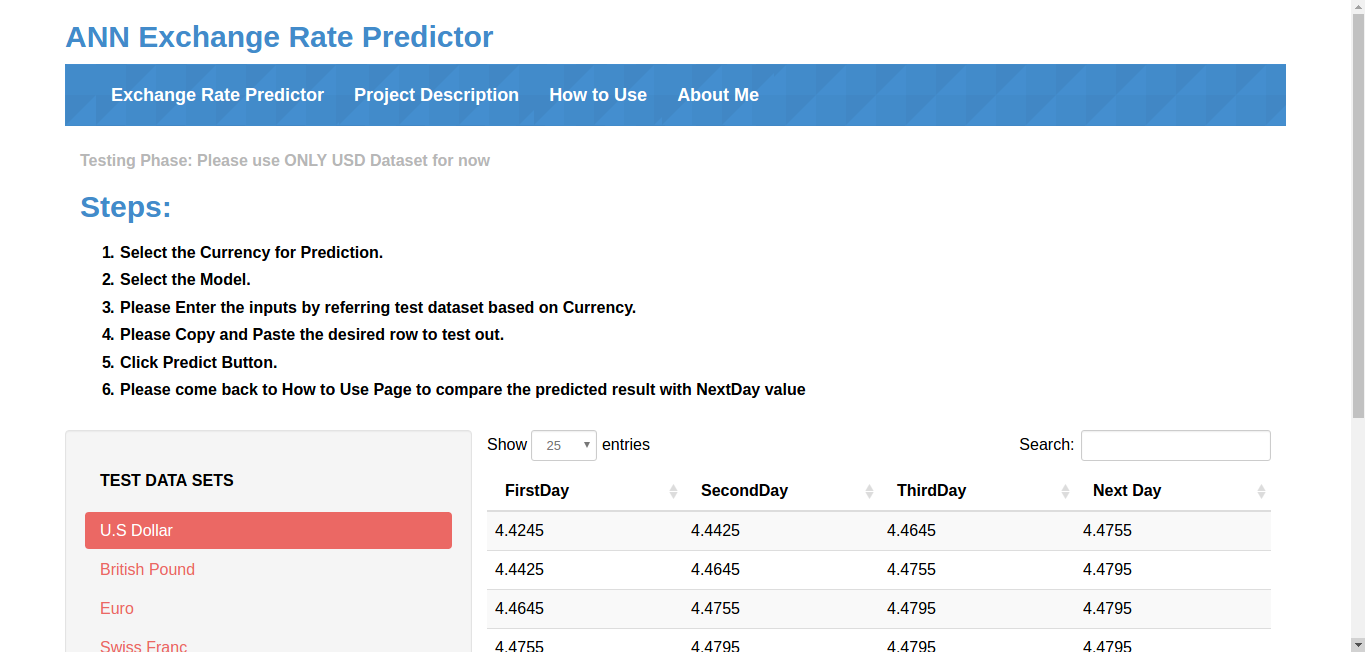 ANN Exchange Rate Predictor
Exchange Rate Predictor Project Description How to Use About Me
Testing Phase: Please use ONLY USD Dataset for now
Steps:
1. Select the Currency for Prediction.
2. Select the Model.
3. Please Enter the inputs by referring test dataset based on Currency.
4. Please Copy and Paste the desired row to test out.
5. Click Predict Button.
6. Please come back to How to Use Page to compare the predicted result with NextDay value
TEST DATA SETS
U.S Dollar
British Pound
Euro
Swiss Franc
Show 25 entries Search:
FirstDay SecondDay ThirdDay Next Day
4.4245 4.4425 4.4645 4.4755
4.4425 4.4645 4.4755 4.4795
4.4645 4.4755 4.4795 4.4795
4.4755 4.4795 4.4795 4.4795